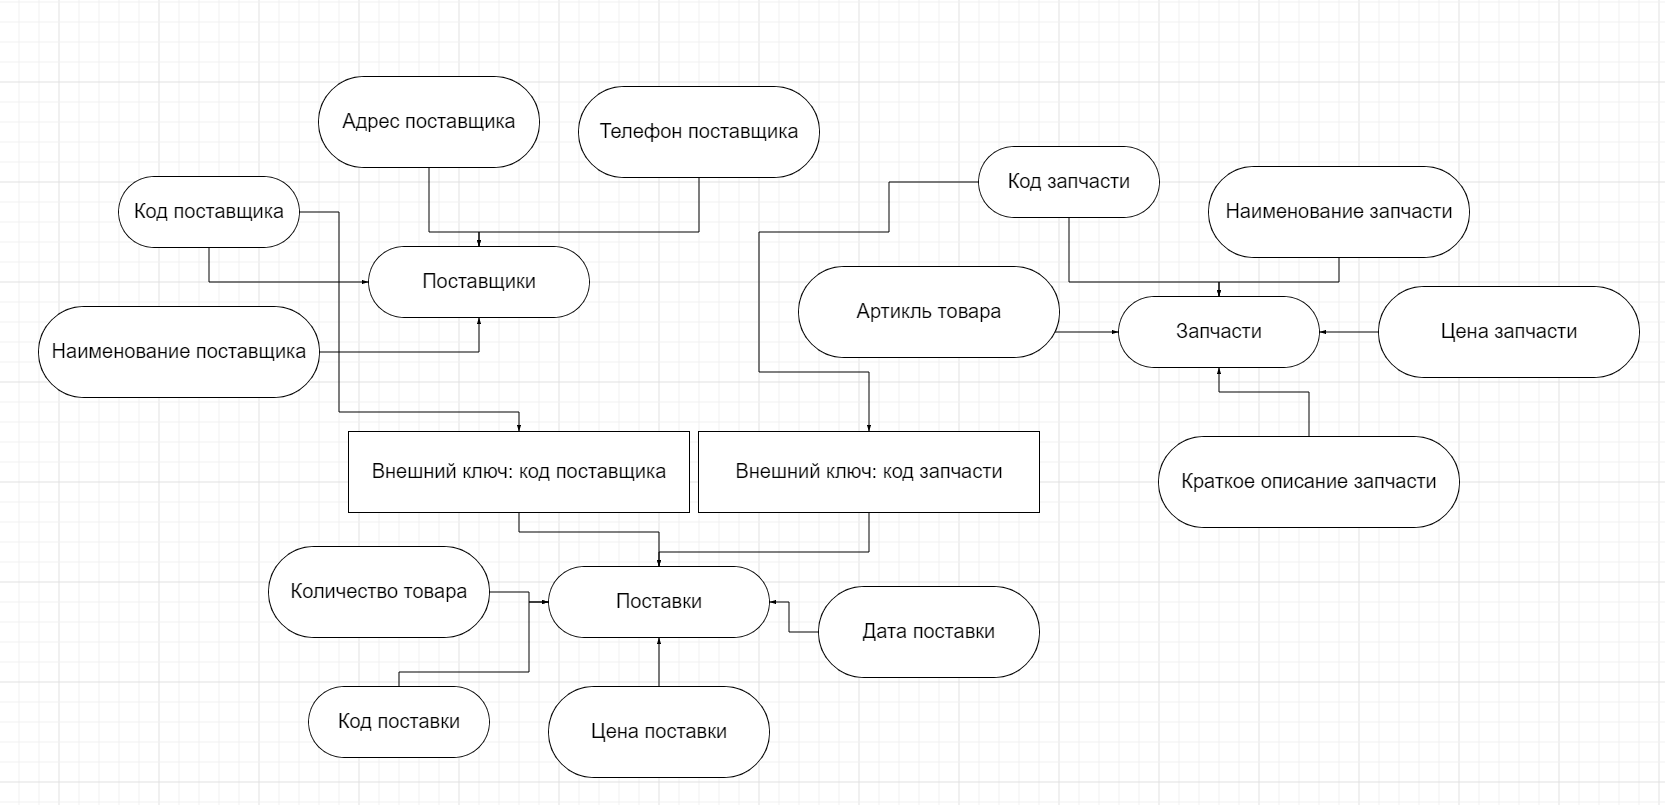 Адрес поставщика
Телефон поставщика
Код поставщика
Поставщики
Наименование поставщика
Код запчасти
Наименование запчасти
Артикль товара
Запчасти
Цена запчасти
Краткое описание запчасти
Внешний ключ: код поставщика
Внешний ключ: код запчасти
Количество товара
Поставки
Дата поставки
Код поставки
Цена поставки